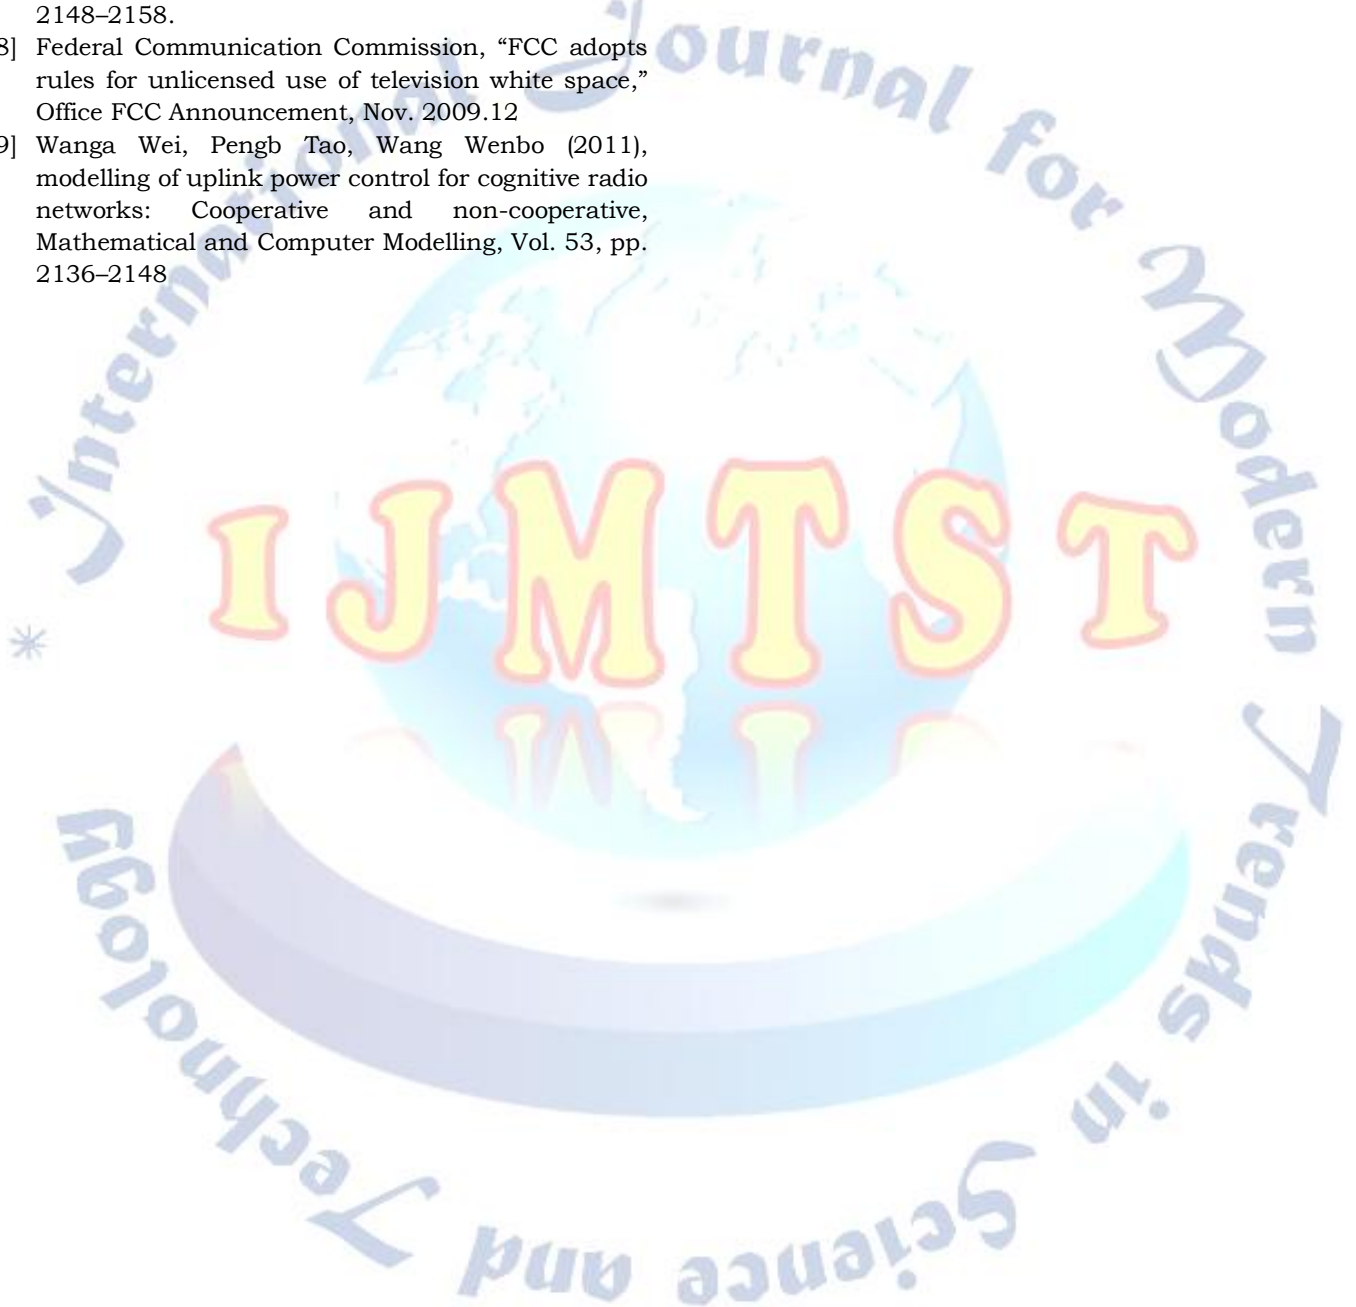 2148–2158.
8] Federal Communication Commission, “FCC adopts
rules for unlicensed use of television white space,”
Office FCC Announcement, Nov. 2009.12
9] Wanga Wei, Pengb Tao, Wang Wenbo (2011),
modelling of uplink power control for cognitive radio
networks: Cooperative and non-cooperative,
Mathematical and Computer Modelling, Vol. 53, pp.
2136–2148
International Journal for Modern Trends in Science and Technology
*
IJMTST